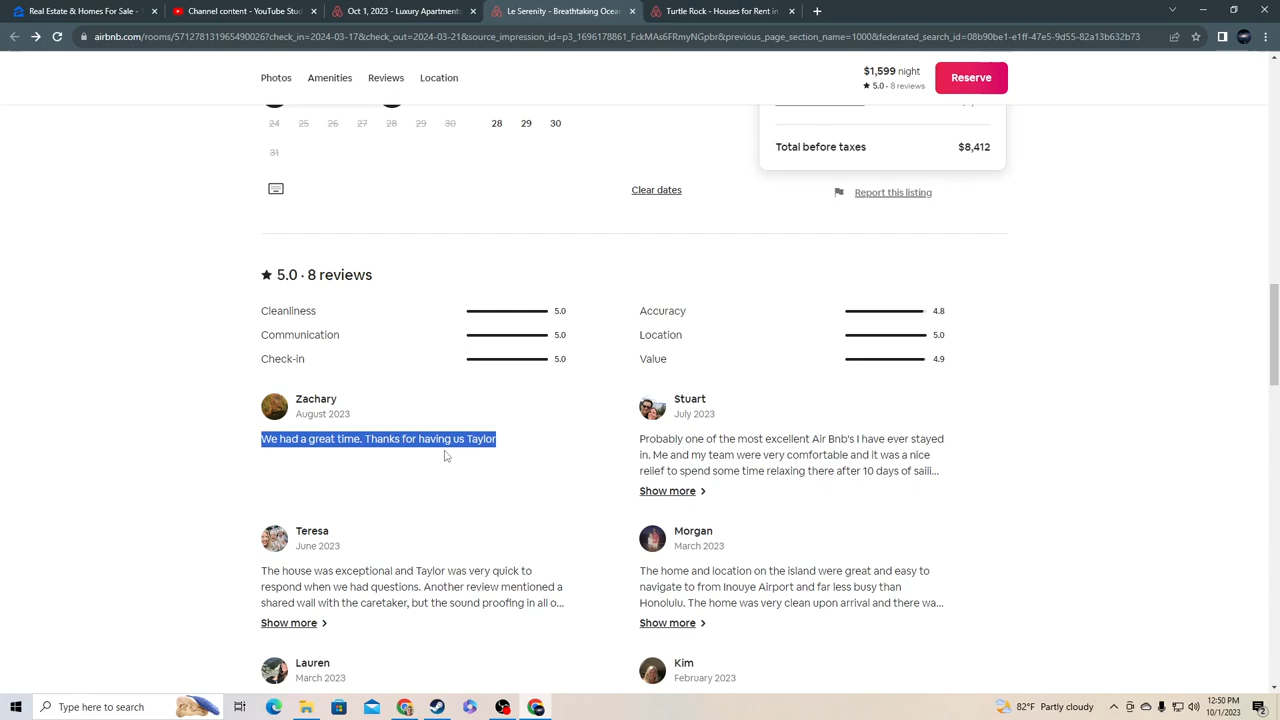 Real Estate & Homes For Sale -
Channel content - YouTube Stud
Oct 1, 2023 - Luxury Apartments
Le Serenity - Breathtaking Ocean
Turtle Rock - Houses for Rent in
airbnb.com/rooms/571278131965490026?check_in=2024-03-17&check_out=2024-03-21&source_impression_id=p3_1696178861_FckMAs6FRmyNGpbr&previous_page_section_name=1000&federated_search_id=08b90be1-e1ff-47e5-9d55-82a13b632b73
Photos Amenities Reviews Location
$1,599 night
5.0 · 8 reviews
Reserve
24 25 26 27 28 29 30 28 29 30
31
Total before taxes $8,412
Clear dates
Report this listing
5.0 · 8 reviews
Cleanliness 5.0
Accuracy 4.8
Communication 5.0
Location 5.0
Check-in 5.0
Value 4.9
Zachary
August 2023
We had a great time. Thanks for having us Taylor
Stuart
July 2023
Probably one of the most excellent Air Bnb's I have ever stayed
in. Me and my team were very comfortable and it was a nice
relief to spend some time relaxing there after 10 days of saili...
Show more
Teresa
June 2023
The house was exceptional and Taylor was very quick to
respond when we had questions. Another review mentioned a
shared wall with the caretaker, but the sound proofing in all o...
Show more
Morgan
March 2023
The home and location on the island were great and easy to
navigate to from Inouye Airport and far less busy than
Honolulu. The home was very clean upon arrival and there wa...
Show more
Lauren
March 2023
Kim
February 2023
Type here to search
82°F Partly cloudy
12:50 PM
10/1/2023